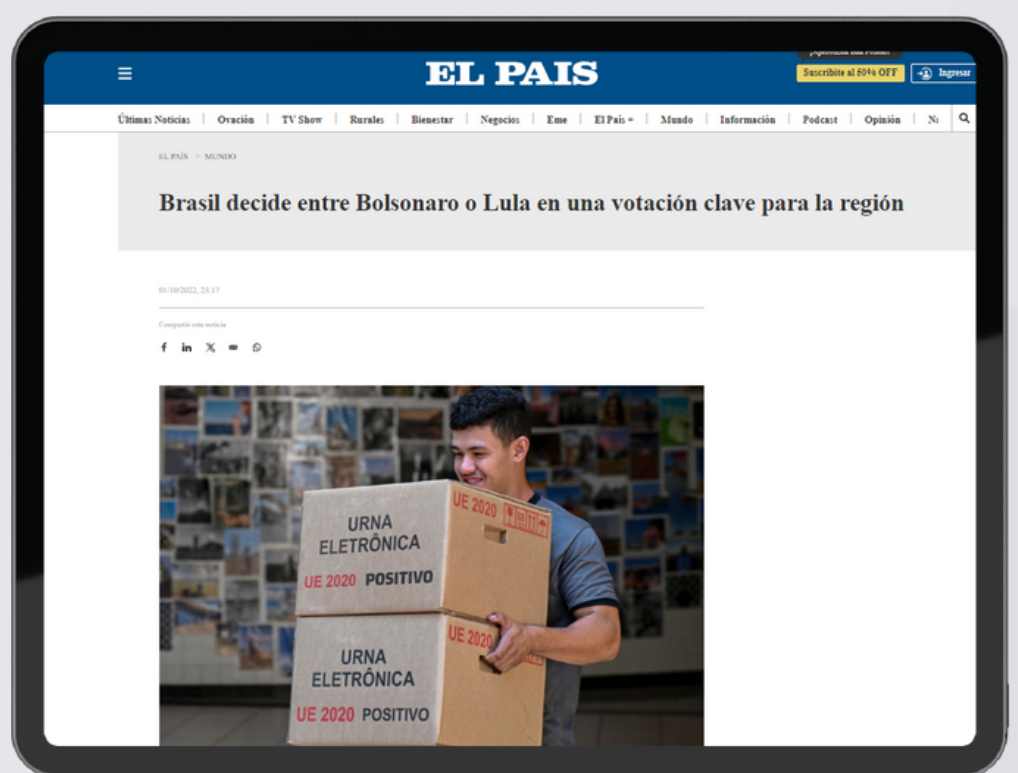 EL PAIS
Suscribite al 50% OFF
Ingresar
Últimas Noticias | Ovación | TV Show | Rurales | Bienestar | Negocios | Eme | El País + | Mundo | Información | Podcast | Opinión |
EL PAÍS > MUNDO
Brasil decide entre Bolsonaro o Lula en una votación clave para la región
01/10/2022, 23:17
Compartir esta noticia
URNA
ELETRÔNICA
UE 2020 POSITIVO
UE 2020
URNA
ELETRÔNICA
UE 2020 POSITIVO
UE 2020